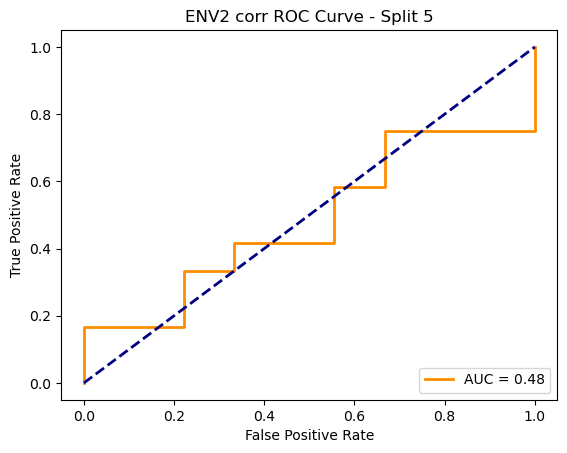 ENV2 corr ROC Curve - Split 5
True Positive Rate
1.0
0.8
0.6
0.4
0.2
0.0
AUC = 0.48
0.0 0.2 0.4 0.6 0.8 1.0
False Positive Rate